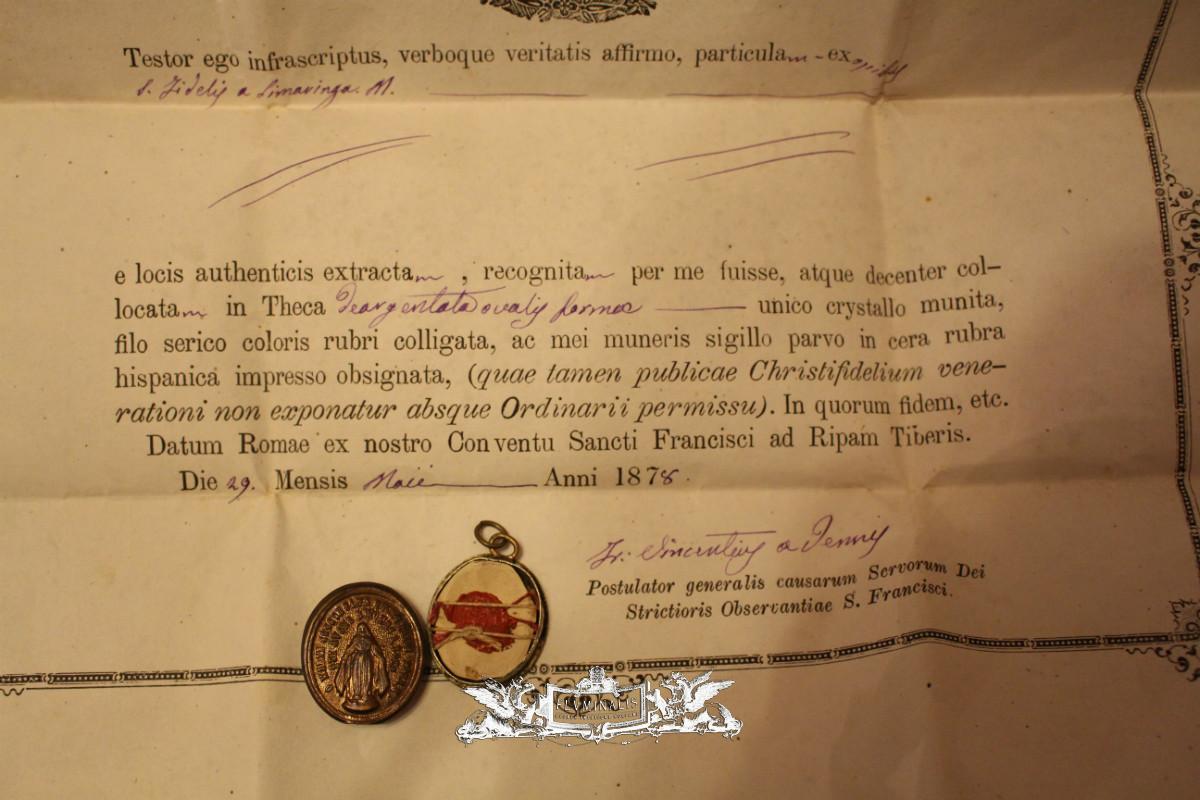 Testor ego infrascriptus, verboque veritatis affirmo, particulam - ex ossibus
S. Fidelis a Simaringa. M.
e locis authenticis extractam , recognitam per me fuisse, atque decenter col–
locatam in Theca deargentata ovalis formae unico crystallo munita,
filo serico coloris rubri colligata, ac mei muneris sigillo parvo in cera rubra
hispanica impresso obsignata, (quae tamen publicae Christifidelium vene–
rationi non exponatur absque Ordinarii permissu). In quorum fidem, etc.
Datum Romae ex nostro Conventu Sancti Francisci ad Ripam Tiberis.
Die 29. Mensis Maii Anni 1878.
Fr: Vincentius a Jennis
Postulator generalis causarum Servorum Dei
Strictioris Observantiae S. Francisci.